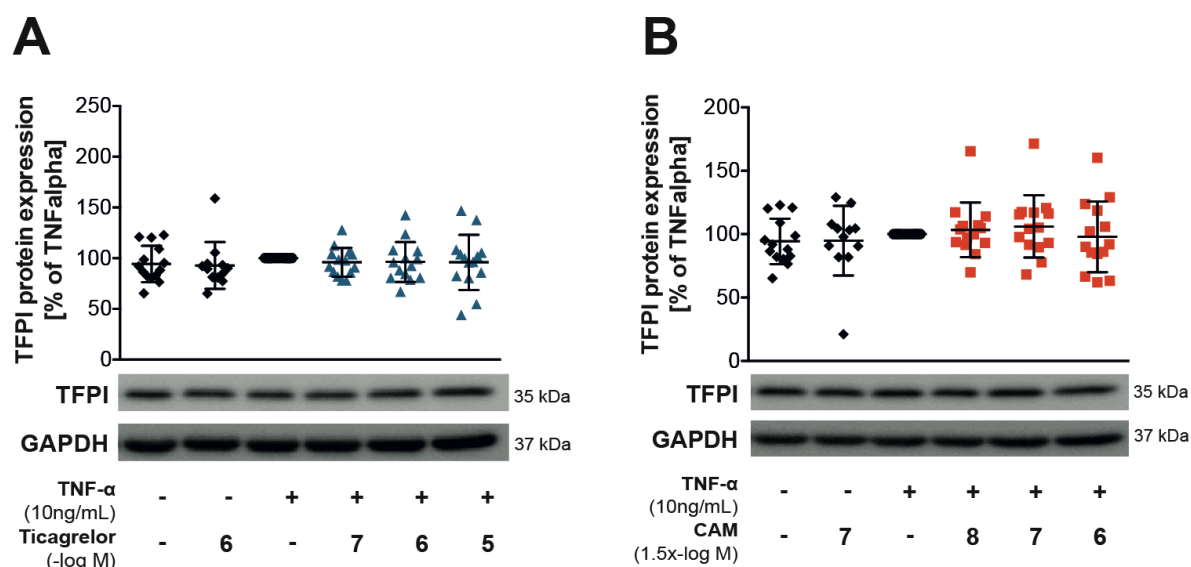 A
TFPI protein expression
[% of TNFalpha]
250
200
150
100
50
0
TFPI
35 kDa
GAPDH
37 kDa
TNF-α - - + + + +
(10ng/mL)
Ticagrelor - 6 - 7 6 5
(-log M)
B
TFPI protein expression
[% of TNFalpha]
200
150
100
50
0
TFPI
35 kDa
GAPDH
37 kDa
TNF-α - - + + + +
(10ng/mL)
CAM - 7 - 8 7 6
(1.5x-log M)